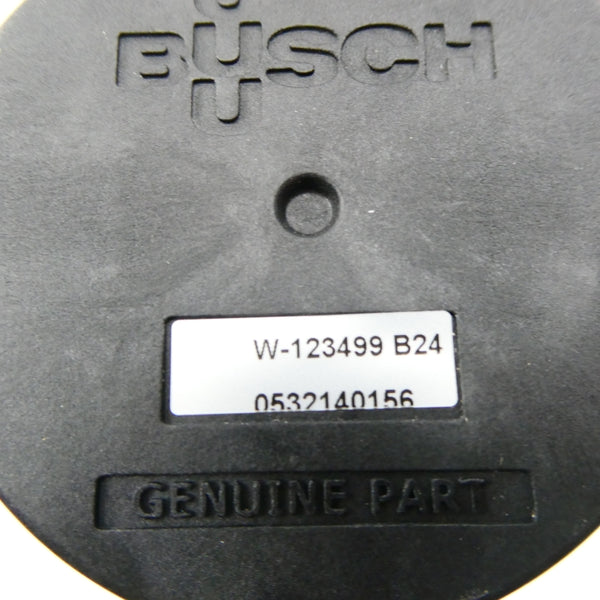 BUSCH
W-123499 B24
0532140156
GENUINE PART